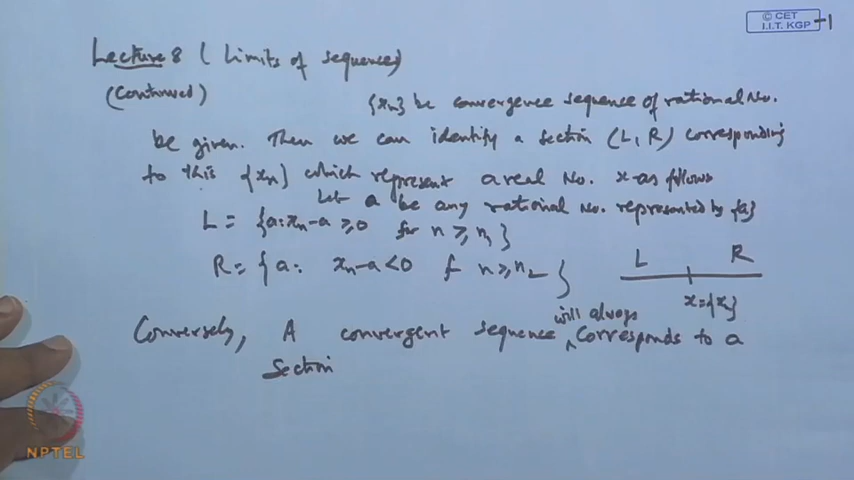 © CET
I.I.T. KGP
-1
Lecture 8 ( Limits of sequences)
(Continued)
{xn} be convergence sequence of rational No.
be given. Then we can identify a section (L, R) corresponding
to this {xn} which represent a real No. x as follows
Let a be any rational No. represented by {a}
L = {a: xn-a ≥0 for n ≥ n1 }
R = {a: xn-a <0 f n≥n2 }
L R
x={xn}
Conversely, A convergent sequence will always Corresponds to a
Section
NPTEL